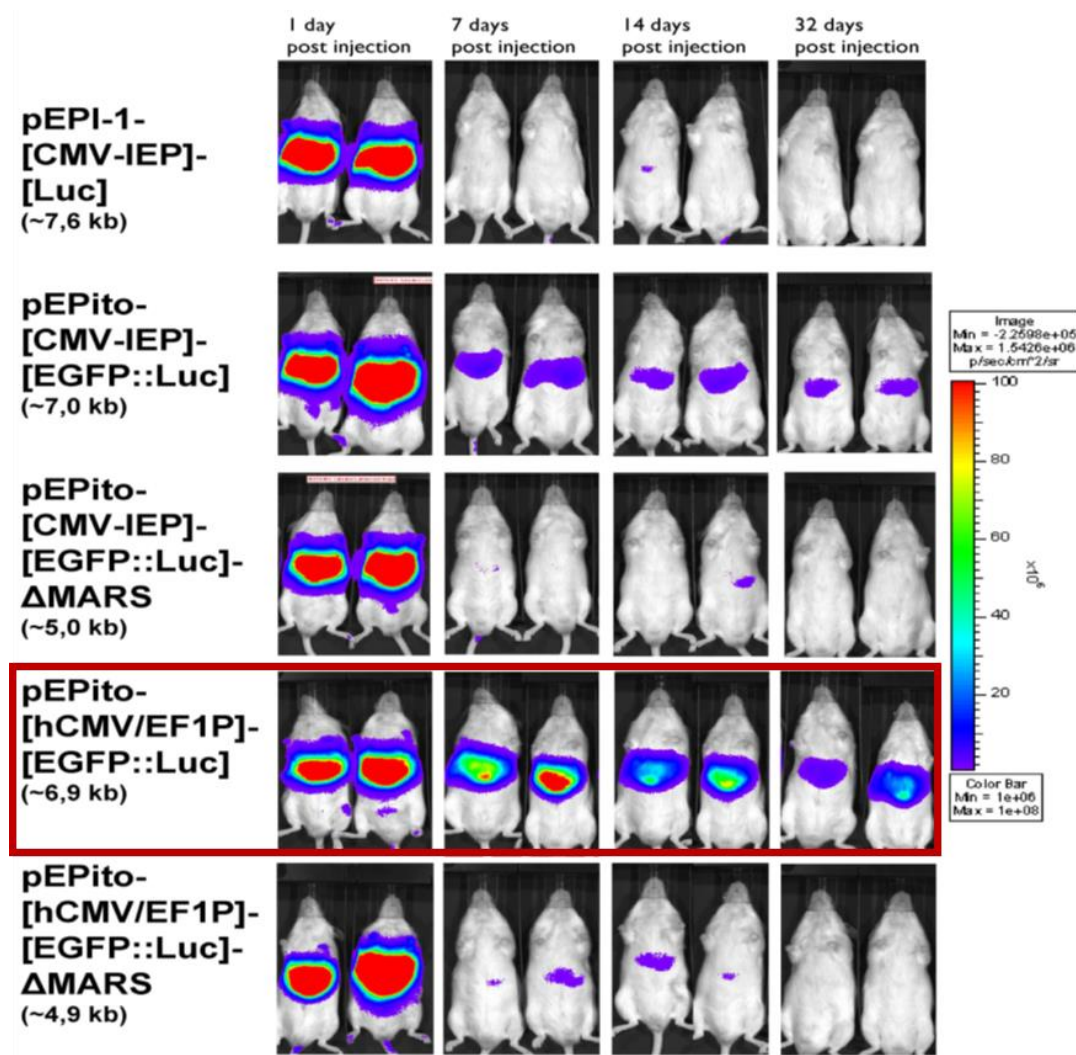 1 day
post injection
7 days
post injection
14 days
post injection
32 days
post injection
pEPI-1-
[CMV-IEP]-
[Luc]
(~7,6 kb)
pEPito-
[CMV-IEP]-
[EGFP::Luc]
(~7,0 kb)
pEPito-
[CMV-IEP]-
[EGFP::Luc]-
ΔMARS
(~5,0 kb)
pEPito-
[hCMV/EF1P]-
[EGFP::Luc]
(~6,9 kb)
pEPito-
[hCMV/EF1P]-
[EGFP::Luc]-
ΔMARS
(~4,9 kb)
Image
Min = -2.2598e+05
Max = 1.5426e+06
p/sec/cm^2/sr
100
80
60
40
20
x10⁶
Color Bar
Min = 1e+06
Max = 1e+08